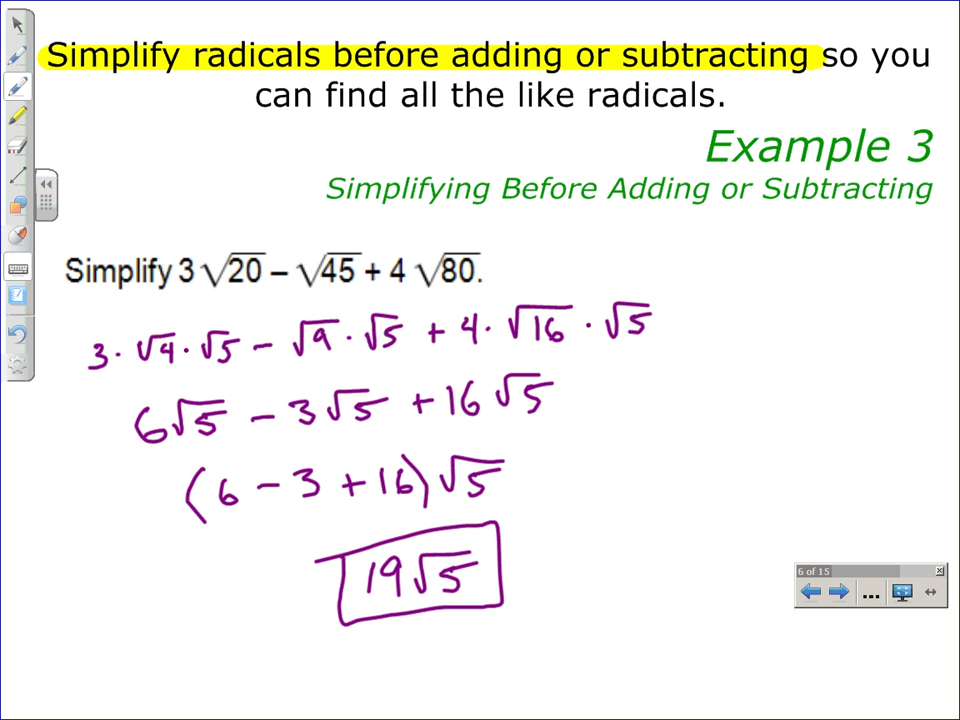 Simplify radicals before adding or subtracting so you
can find all the like radicals.
Example 3
Simplifying Before Adding or Subtracting
Simplify 3 √20 – √45 + 4 √80.
3 · √4 · √5 – √9 · √5 + 4 · √16 · √5
6√5 – 3√5 + 16√5
(6 – 3 + 16)√5
19√5
6 of 15
...